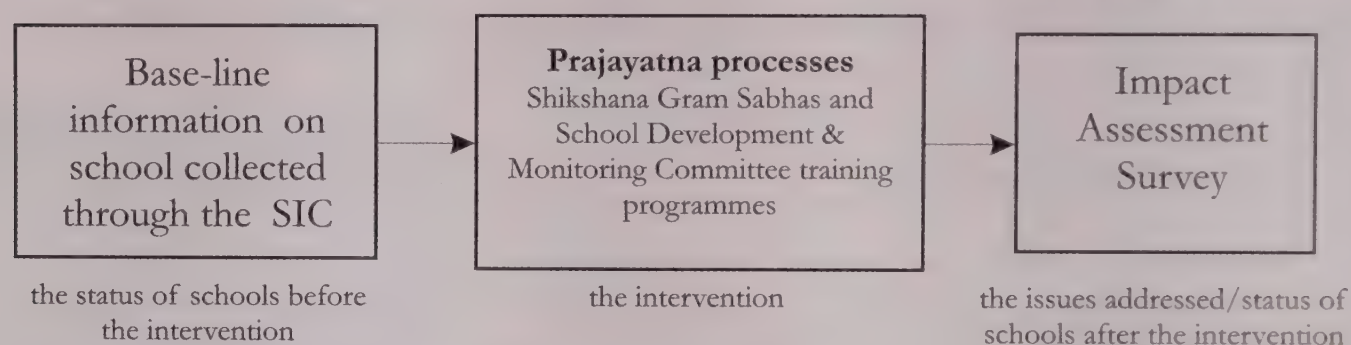 Base-line
information on
school collected
through the SIC
the status of schools before
the intervention
Prajayatna processes
Shikshana Gram Sabhas and
School Development &
Monitoring Committee training
programmes
the intervention
Impact
Assessment
Survey
the issues addressed/status of
schools after the intervention